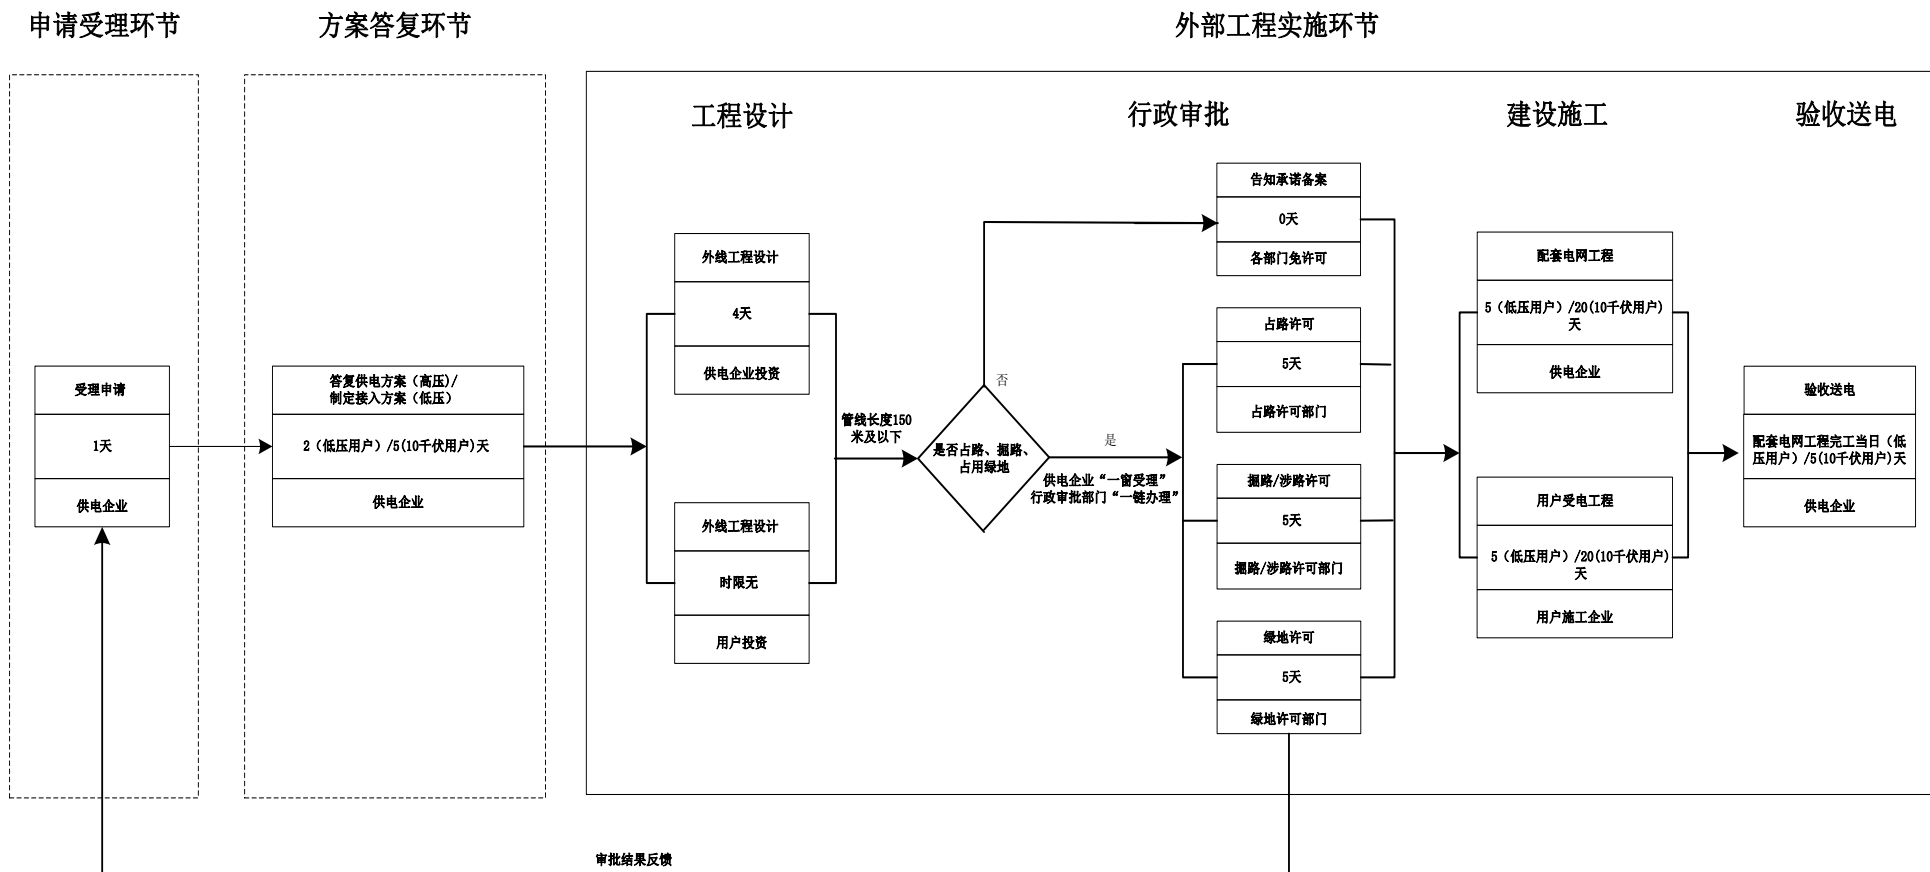 申请受理环节
方案答复环节
外部工程实施环节
工程设计
行政审批
建设施工
验收送电
受理申请
1天
供电企业
答复供电方案（高压)/
制定接入方案（低压）
2（低压用户）/5(10千伏用户)天
供电企业
外线工程设计
4天
供电企业投资
外线工程设计
时限无
用户投资
管线长度150
米及以下
是否占路、掘路、
占用绿地
否
是
供电企业“一窗受理”
行政审批部门“一链办理”
告知承诺备案
0天
各部门免许可
占路许可
5天
占路许可部门
掘路/涉路许可
5天
掘路/涉路许可部门
绿地许可
5天
绿地许可部门
配套电网工程
5（低压用户）/20(10千伏用户)
天
供电企业
用户受电工程
5（低压用户）/20(10千伏用户)
天
用户施工企业
验收送电
配套电网工程完工当日（低
压用户）/5(10千伏用户)天
供电企业
审批结果反馈